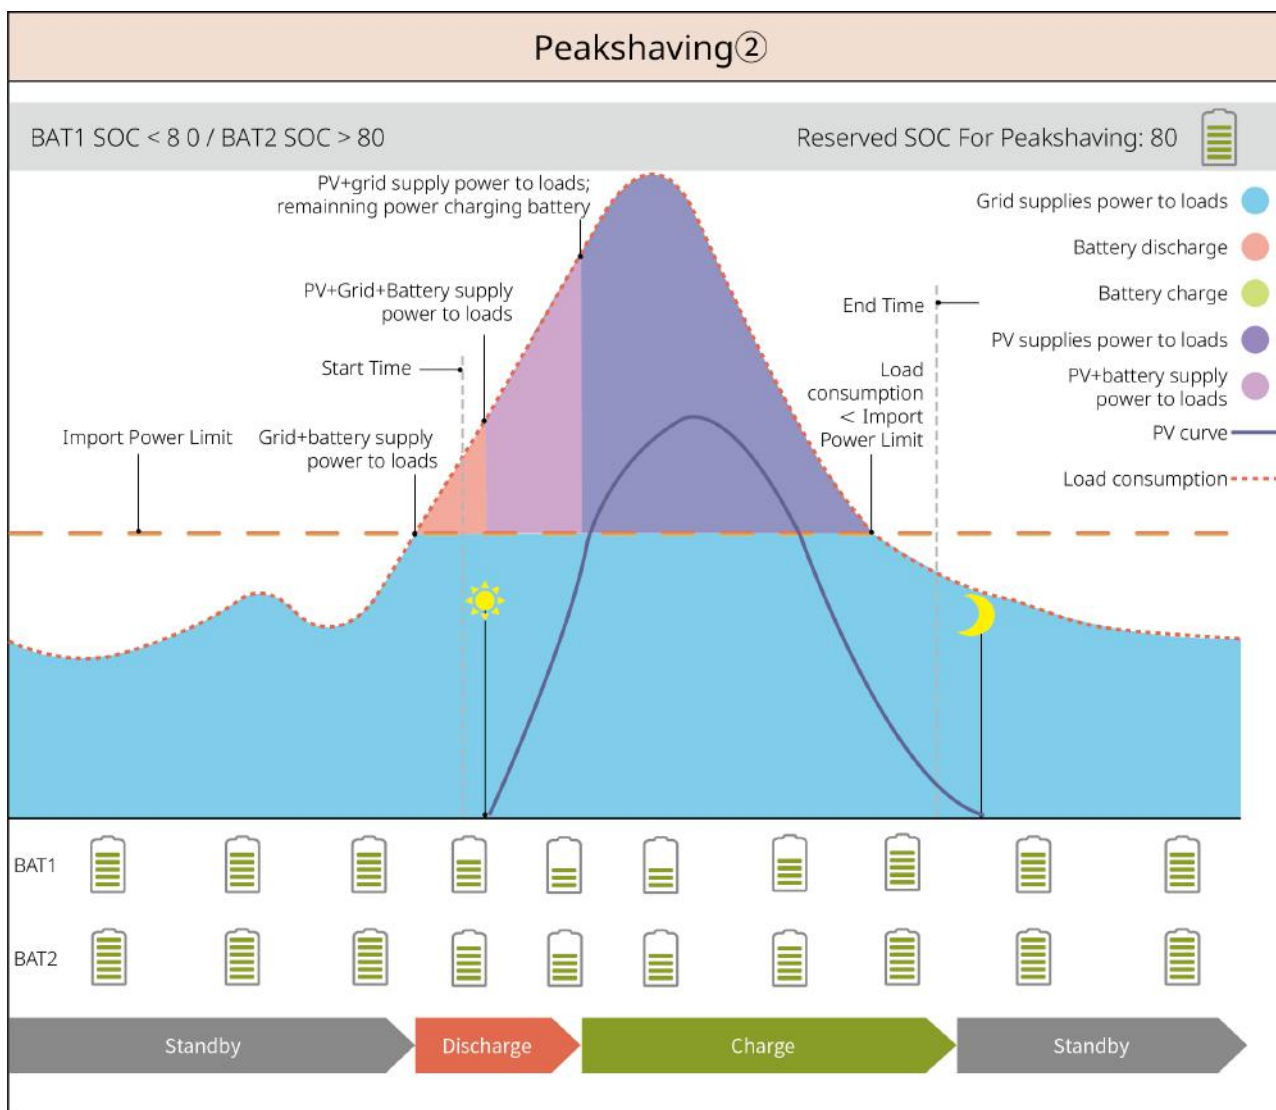 Peakshaving②
BAT1 SOC < 8 0 / BAT2 SOC > 80
Reserved SOC For Peakshaving: 80
PV+grid supply power to loads;
remainning power charging battery
Grid supplies power to loads
Battery discharge
PV+Grid+Battery supply
power to loads
End Time
Battery charge
PV supplies power to loads
Start Time
Load
consumption
< Import
Power Limit
PV+battery supply
power to loads
Import Power Limit
Grid+battery supply
power to loads
PV curve
Load consumption
BAT1
BAT2
Standby
Discharge
Charge
Standby